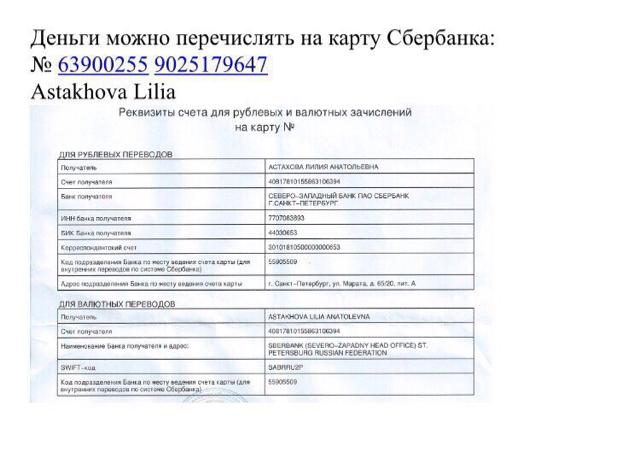 Деньги можно перечислять на карту Сбербанка:
№ 63900255 9025179647
Astakhova Lilia
Реквизиты счета для рублевых и валютных зачислений
на карту №
ДЛЯ РУБЛЕВЫХ ПЕРЕВОДОВ
Получатель АСТАХОВА ЛИЛИЯ АНАТОЛЬЕВНА
Счет получателя 40817810155863106394
Банк получателя СЕВЕРО-ЗАПАДНЫЙ БАНК ПАО СБЕРБАНК
Г.САНКТ-ПЕТЕРБУРГ
ИНН банка получателя 7707083893
БИК Банка получателя 44030653
Корреспондентский счет 30101810500000000653
Код подразделения Банка по месту ведения счета карты (для 55905509
внутренних переводов по системе Сбербанка)
Адрес подразделения Банка по месту ведения счета карты г. Санкт-Петербург, ул. Марата, д. 65/20, лит. А
ДЛЯ ВАЛЮТНЫХ ПЕРЕВОДОВ
Получатель ASTAKHOVA LILIA ANATOLEVNA
Счет получателя 40817810155863106394
Наименование Банка получателя и адрес: SBERBANK (SEVERO-ZAPADNY HEAD OFFICE) ST.
PETERSBURG RUSSIAN FEDERATION
SWIFT-код SABRRU2P
Код подразделения Банка по месту ведения счета карты (для 55905509
внутренних переводов по системе Сбербанка)